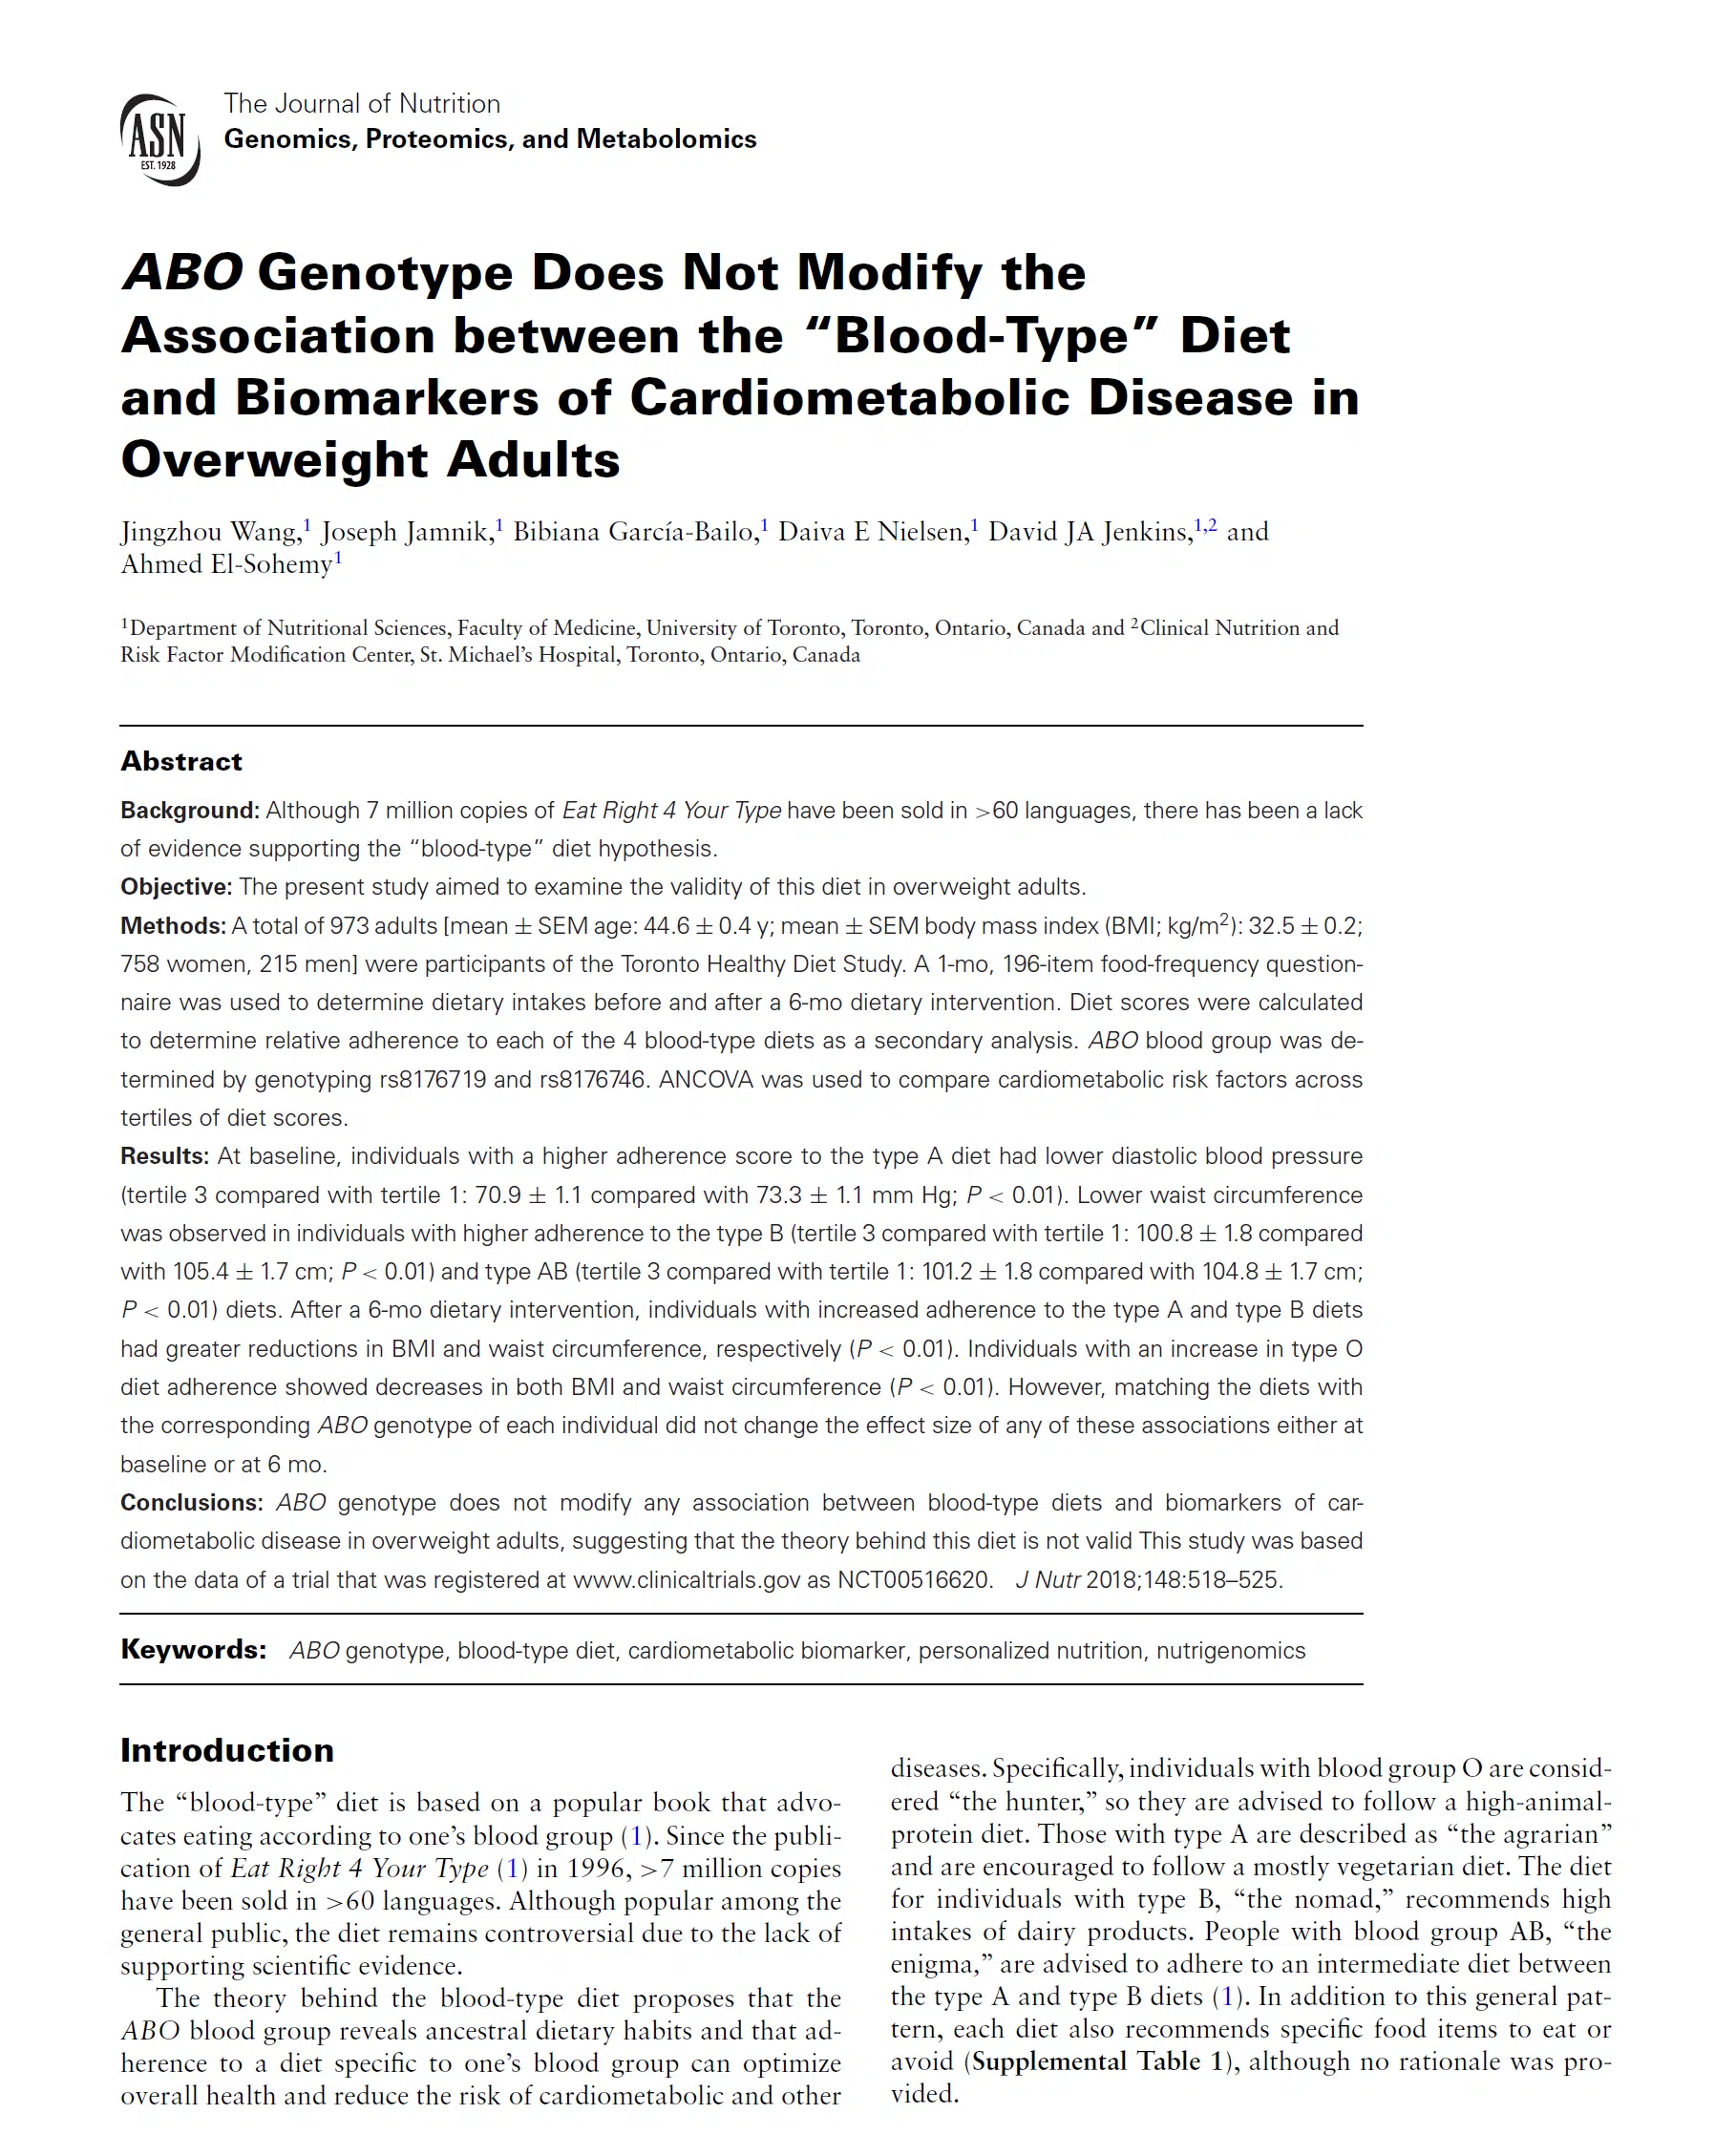 ASN
EST. 1928
The Journal of Nutrition
Genomics, Proteomics, and Metabolomics
ABO Genotype Does Not Modify the
Association between the “Blood-Type” Diet
and Biomarkers of Cardiometabolic Disease in
Overweight Adults
Jingzhou Wang,1 Joseph Jamnik,1 Bibiana García-Bailo,1 Daiva E Nielsen,1 David JA Jenkins,1,2 and
Ahmed El-Sohemy1
1Department of Nutritional Sciences, Faculty of Medicine, University of Toronto, Toronto, Ontario, Canada and 2Clinical Nutrition and
Risk Factor Modification Center, St. Michael’s Hospital, Toronto, Ontario, Canada
Abstract
Background: Although 7 million copies of Eat Right 4 Your Type have been sold in >60 languages, there has been a lack
of evidence supporting the “blood-type” diet hypothesis.
Objective: The present study aimed to examine the validity of this diet in overweight adults.
Methods: A total of 973 adults [mean ± SEM age: 44.6 ± 0.4 y; mean ± SEM body mass index (BMI; kg/m2): 32.5 ± 0.2;
758 women, 215 men] were participants of the Toronto Healthy Diet Study. A 1-mo, 196-item food-frequency question-
naire was used to determine dietary intakes before and after a 6-mo dietary intervention. Diet scores were calculated
to determine relative adherence to each of the 4 blood-type diets as a secondary analysis. ABO blood group was de-
termined by genotyping rs8176719 and rs8176746. ANCOVA was used to compare cardiometabolic risk factors across
tertiles of diet scores.
Results: At baseline, individuals with a higher adherence score to the type A diet had lower diastolic blood pressure
(tertile 3 compared with tertile 1: 70.9 ± 1.1 compared with 73.3 ± 1.1 mm Hg; P < 0.01). Lower waist circumference
was observed in individuals with higher adherence to the type B (tertile 3 compared with tertile 1: 100.8 ± 1.8 compared
with 105.4 ± 1.7 cm; P < 0.01) and type AB (tertile 3 compared with tertile 1: 101.2 ± 1.8 compared with 104.8 ± 1.7 cm;
P < 0.01) diets. After a 6-mo dietary intervention, individuals with increased adherence to the type A and type B diets
had greater reductions in BMI and waist circumference, respectively (P < 0.01). Individuals with an increase in type O
diet adherence showed decreases in both BMI and waist circumference (P < 0.01). However, matching the diets with
the corresponding ABO genotype of each individual did not change the effect size of any of these associations either at
baseline or at 6 mo.
Conclusions: ABO genotype does not modify any association between blood-type diets and biomarkers of car-
diometabolic disease in overweight adults, suggesting that the theory behind this diet is not valid This study was based
on the data of a trial that was registered at www.clinicaltrials.gov as NCT00516620. J Nutr 2018;148:518–525.
Keywords: ABO genotype, blood-type diet, cardiometabolic biomarker, personalized nutrition, nutrigenomics
Introduction
The “blood-type” diet is based on a popular book that advo-
cates eating according to one’s blood group (1). Since the publi-
cation of Eat Right 4 Your Type (1) in 1996, >7 million copies
have been sold in >60 languages. Although popular among the
general public, the diet remains controversial due to the lack of
supporting scientific evidence.
The theory behind the blood-type diet proposes that the
ABO blood group reveals ancestral dietary habits and that ad-
herence to a diet specific to one’s blood group can optimize
overall health and reduce the risk of cardiometabolic and other
diseases. Specifically, individuals with blood group O are consid-
ered “the hunter,” so they are advised to follow a high-animal-
protein diet. Those with type A are described as “the agrarian”
and are encouraged to follow a mostly vegetarian diet. The diet
for individuals with type B, “the nomad,” recommends high
intakes of dairy products. People with blood group AB, “the
enigma,” are advised to adhere to an intermediate diet between
the type A and type B diets (1). In addition to this general pat-
tern, each diet also recommends specific food items to eat or
avoid (Supplemental Table 1), although no rationale was pro-
vided.